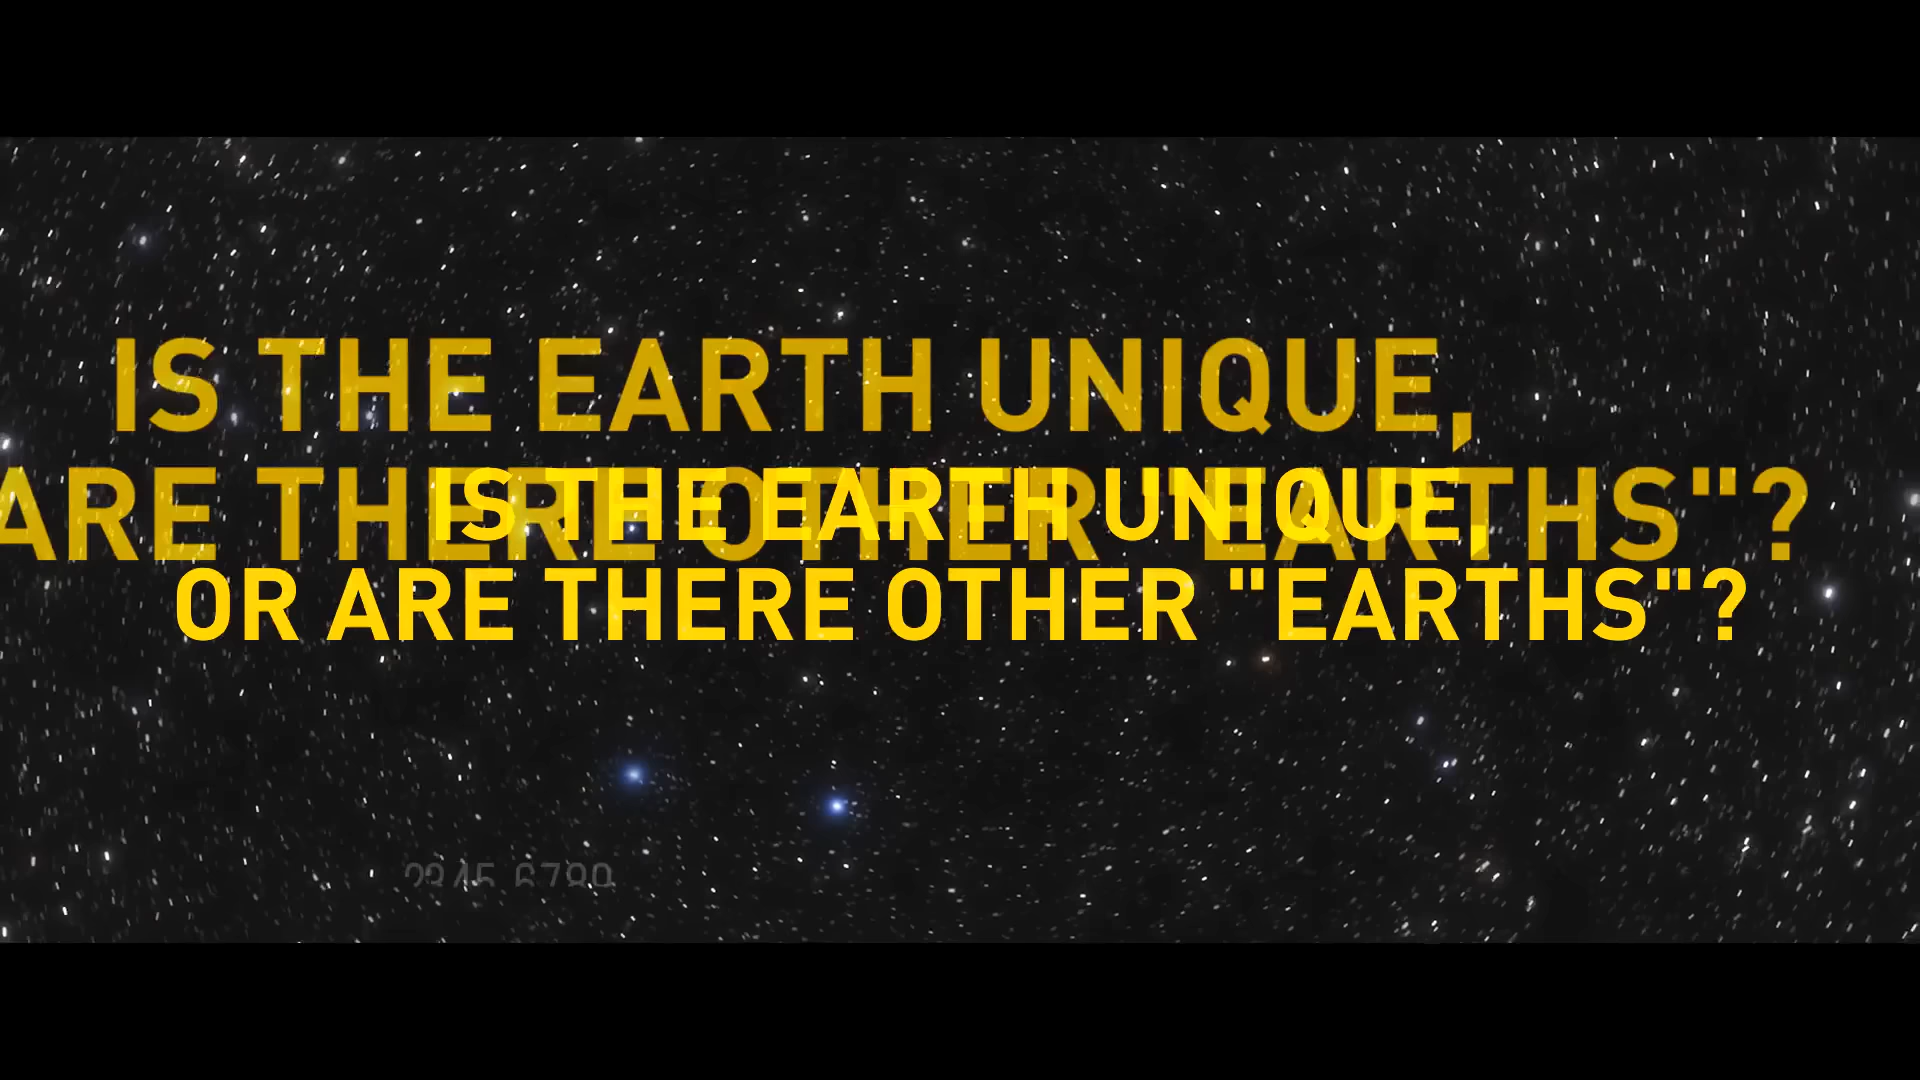 IS THE EARTH UNIQUE,
ARE THERE OTHER "EARTHS"?
IS THE EARTH UNIQUE,
OR ARE THERE OTHER "EARTHS"?